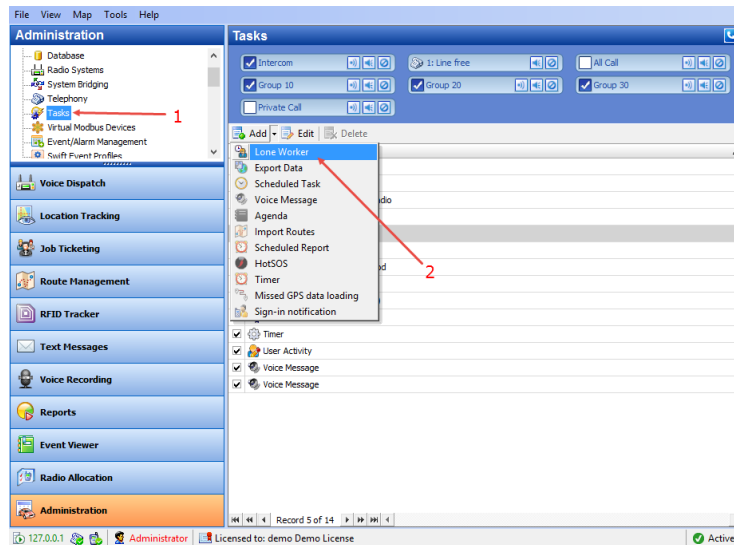 File View Map Tools Help
Administration
Database
Radio Systems
System Bridging
Telephony
Tasks
Virtual Modbus Devices
Event/Alarm Management
Swift Event Profiles
1
Voice Dispatch
Location Tracking
Job Ticketing
Route Management
RFID Tracker
Text Messages
Voice Recording
Reports
Event Viewer
Radio Allocation
Administration
Tasks
Intercom
1: Line free
All Call
Group 10
Group 20
Group 30
Private Call
Add Edit Delete
Lone Worker
Export Data
Scheduled Task
Voice Message
Agenda
Import Routes
Scheduled Report
HotSOS
Timer
Missed GPS data loading
Sign-in notification
2
Timer
User Activity
Voice Message
Voice Message
Record 5 of 14
127.0.0.1 Administrator Licensed to: demo Demo License Active